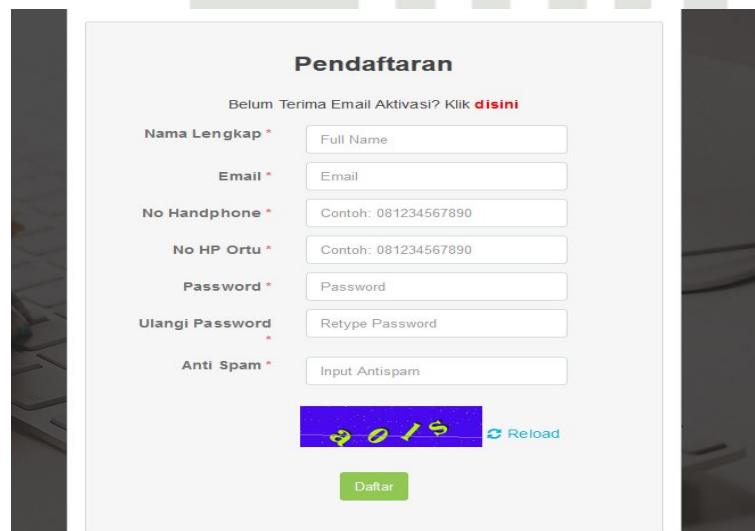 Pendaftaran
Belum Terima Email Aktivasi? Klik disini
Nama Lengkap *
Full Name
Email *
Email
No Handphone *
Contoh: 081234567890
No HP Ortu *
Contoh: 081234567890
Password *
Password
Ulangi Password *
Retype Password
Anti Spam *
Input Antispam
Reload
Daftar